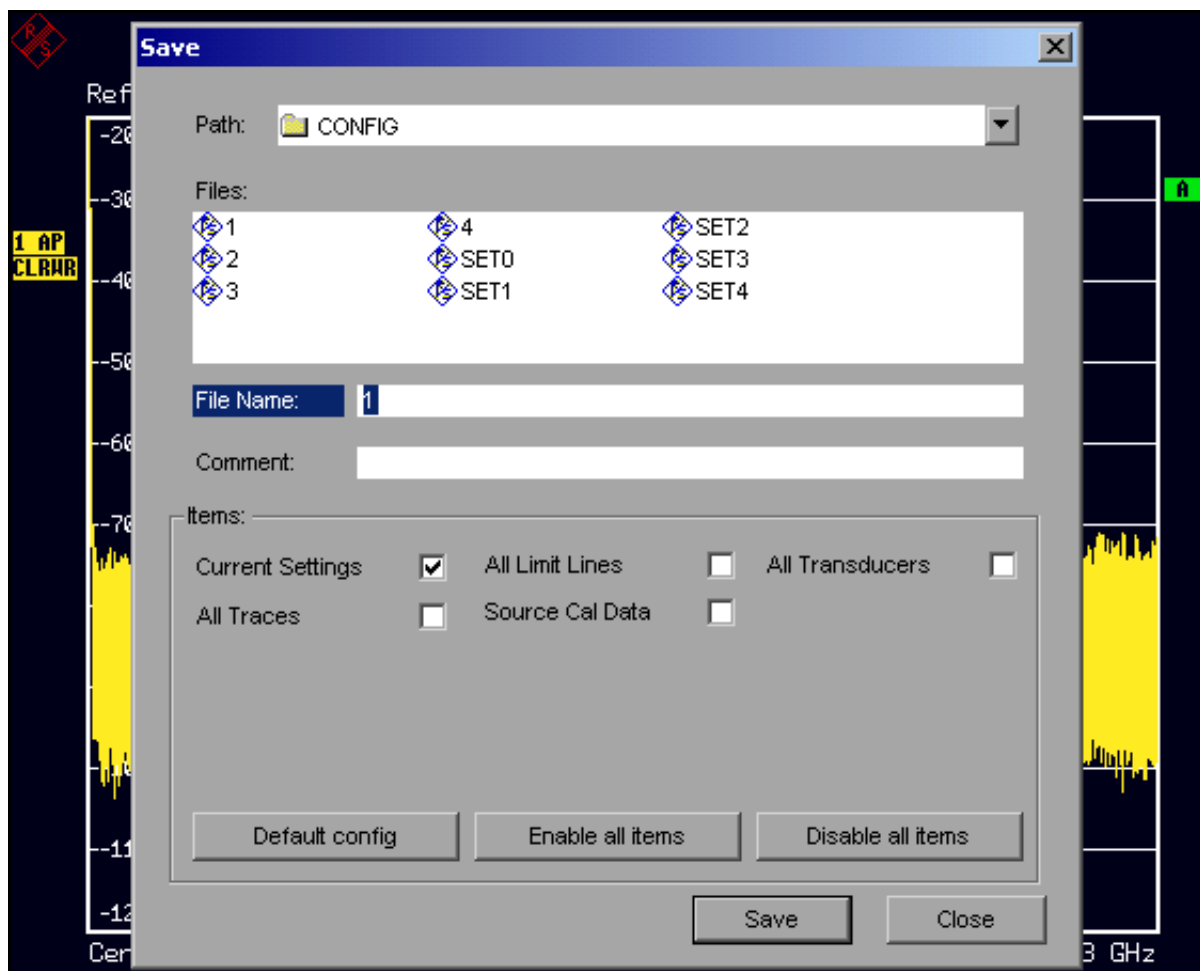 R
S
Save
Ref
Path: CONFIG
-20
A
Files:
--30
1 4 SET2
1 AP
2 SET0 SET3
CLRWR
--40
3 SET1 SET4
--50
File Name: 1
--60
Comment:
Items:
--70
Current Settings All Limit Lines All Transducers
All Traces Source Cal Data
Default config Enable all items Disable all items
--11
-12
Save Close
Cer
3 GHz